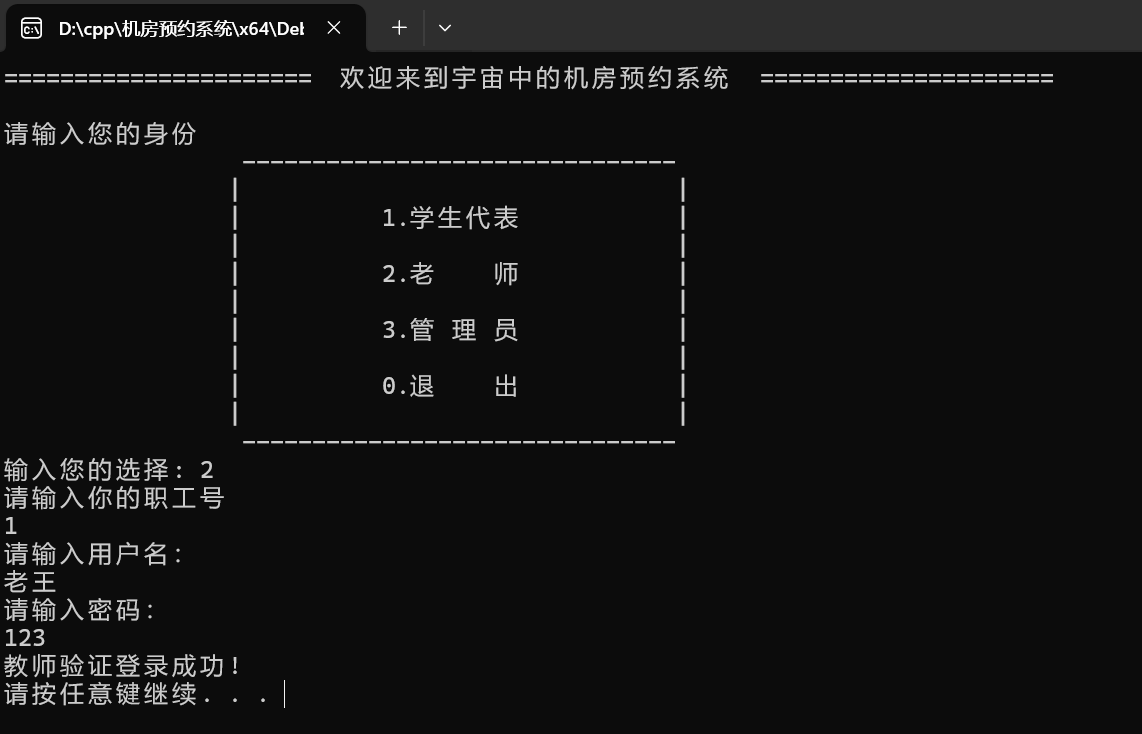 D:\cpp\机房预约系统\x64\Deb
====================== 欢迎来到宇宙中的机房预约系统 =====================
请输入您的身份
-------------------------------
| |
| 1.学生代表 |
| |
| 2.老 师 |
| |
| 3.管 理 员 |
| |
| 0.退 出 |
| |
-------------------------------
输入您的选择: 2
请输入你的职工号
1
请输入用户名:
老王
请输入密码:
123
教师验证登录成功!
请按任意键继续. . .